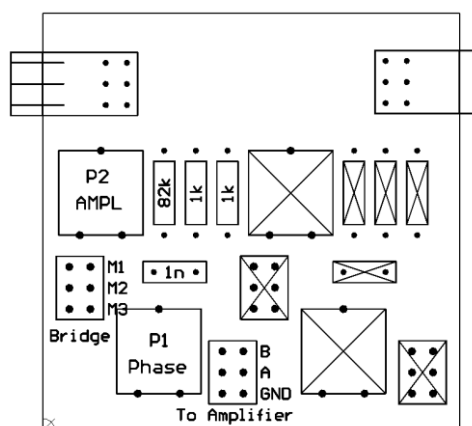 P2
AMPL
82k
1k
1k
M1
M2
M3
Bridge
1n
P1
Phase
B
A
GND
To Amplifier